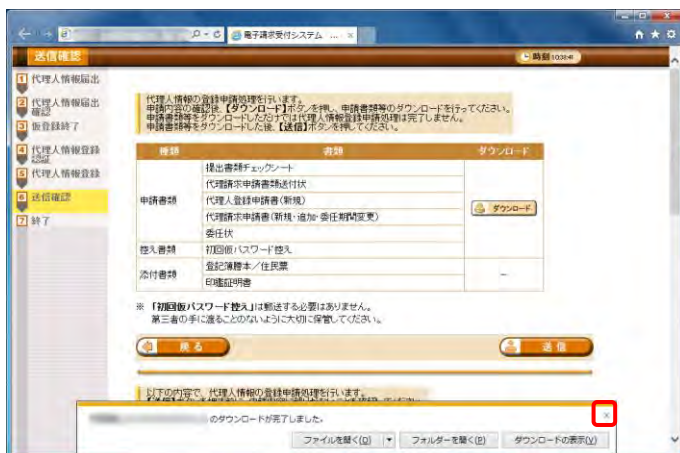 電子請求受付システム ...
送信確認
時刻 10:38:41
1 代理人情報届出
2 代理人情報届出
確認
3 仮登録終了
4 代理人情報登録
認証
5 代理人情報登録
6 送信確認
7 終了
代理人情報の登録申請処理を行います。
申請内容の確認後、【ダウンロード】ボタンを押し、申請書類等のダウンロードを行ってください。
申請書類等をダウンロードしただけでは代理人情報登録申請処理は完了しません。
申請書類等をダウンロードした後、【送信】ボタンを押してください。
種類 書類 ダウンロード
提出書類チェックシート
代理請求申請書類送付状
申請書類 代理人登録申請書(新規) ダウンロード
代理請求申請書(新規・追加・委任期間変更)
委任状
控え書類 初回仮パスワード控え
添付書類 登記簿謄本/住民票 －
印鑑証明書
※ 「初回仮パスワード控え」は郵送する必要はありません。
第三者の手に渡ることのないように大切に保管してください。
戻る 送信
以下の内容で、代理人情報の登録申請処理を行います。
のダウンロードが完了しました。 ×
ファイルを開く(O) ▼ フォルダーを開く(P) ダウンロードの表示(V)